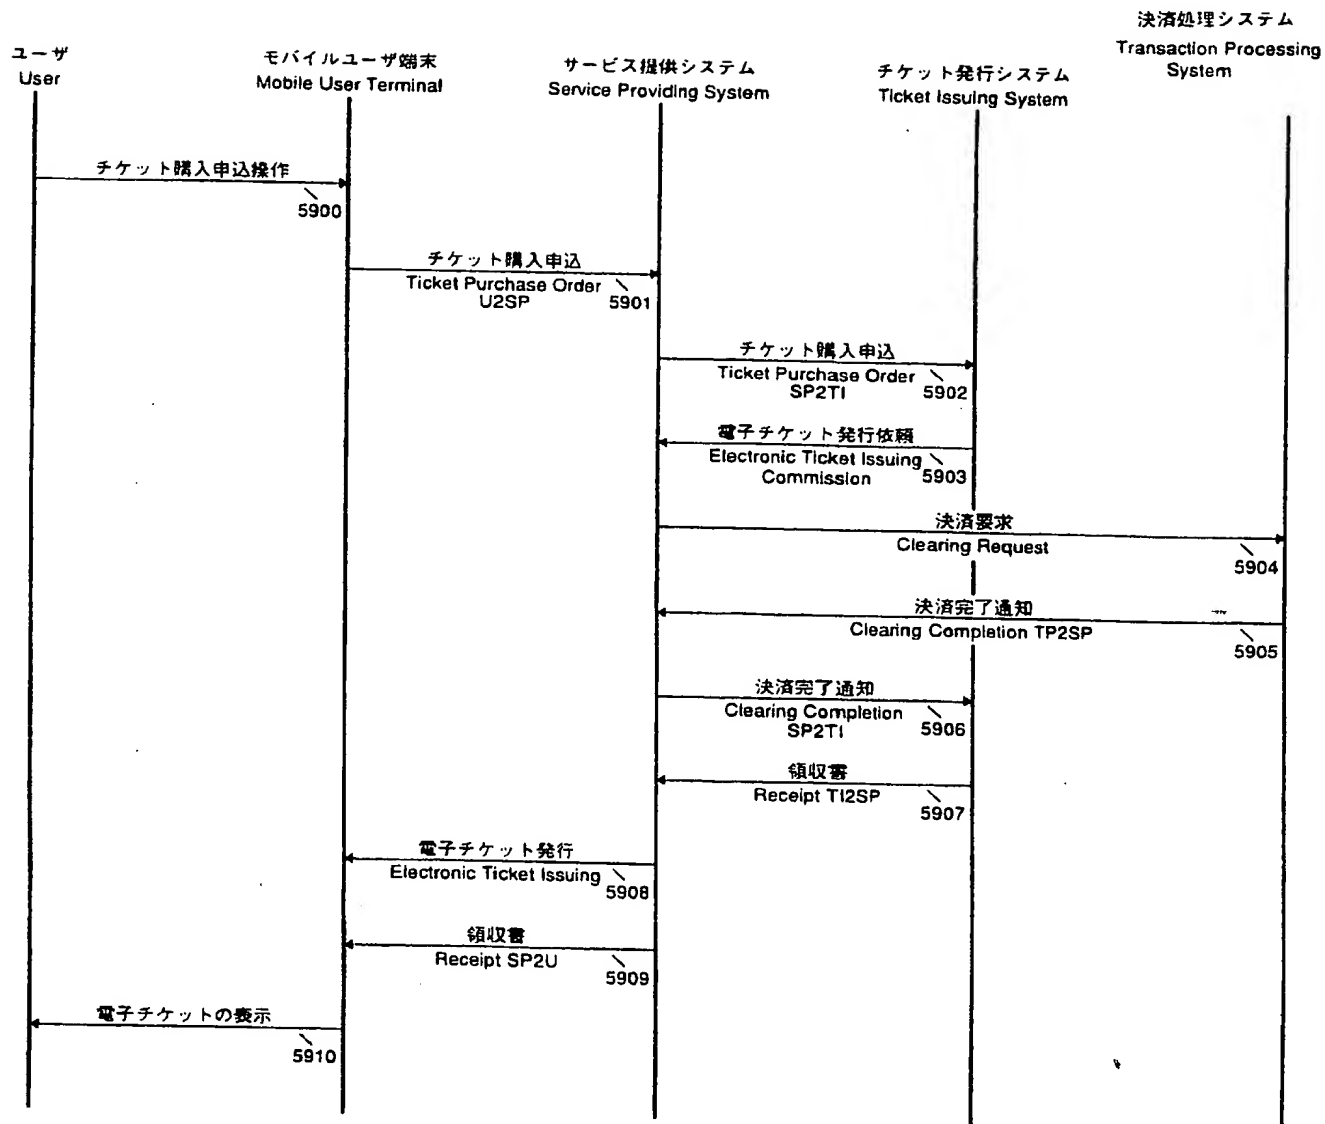 決済処理システム
Transaction Processing
System
ユーザ
User
モバイルユーザ端末
Mobile User Terminal
サービス提供システム
Service Providing System
チケット発行システム
Ticket Issuing System
チケット購入申込操作
5900
チケット購入申込
Ticket Purchase Order
U2SP
5901
チケット購入申込
Ticket Purchase Order
SP2TI
5902
電子チケット発行依頼
Electronic Ticket Issuing
Commission
5903
決済要求
Clearing Request
5904
決済完了通知
Clearing Completion TP2SP
5905
決済完了通知
Clearing Completion
SP2TI
5906
領収書
Receipt TI2SP
5907
電子チケット発行
Electronic Ticket Issuing
5908
領収書
Receipt SP2U
5909
電子チケットの表示
5910